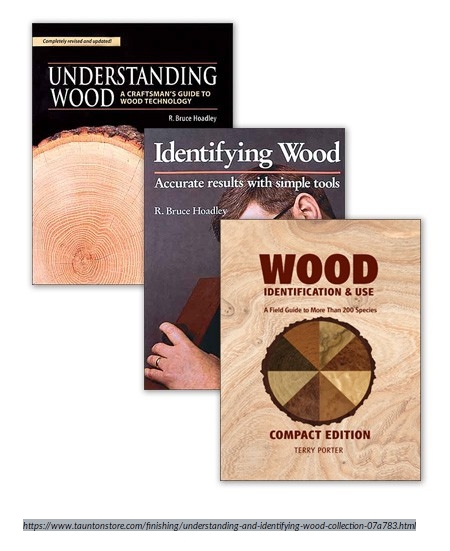 Completely revised and updated!
UNDERSTANDING
WOOD A CRAFTSMAN'S GUIDE TO
WOOD TECHNOLOGY
R. Bruce Hoadley
Identifying Wood
Accurate results with simple tools
R. Bruce Hoadley
WOOD
IDENTIFICATION & USE
A Field Guide to More Than 200 Species
COMPACT EDITION
TERRY PORTER
https://www.tauntonstore.com/finishing/understanding-and-identifying-wood-collection-07a783.html